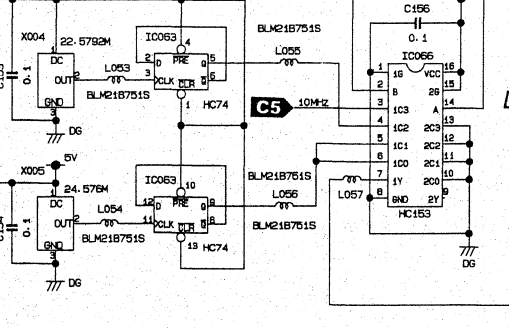 C156
0.1
IC063
BLM21B751S
X004
22.5792M
4
DC
OUT
GND
3
DG
0.1
L053
BLM21B751S
2
D
PRE
Q
5
3
CLK
CLR
Q
6
1
HC74
L055
BLM21B751S
C5
10MHz
IC066
1 1G VCC 16
2 B 2G 15
3 1C3 A 14
4 1C2 2C3 13
5 1C1 2C2 12
6 1C0 2C1 11
7 1Y 2C0 10
8 GND 2Y 9
HC153
DG
X005
5V
24.576M
1
DC
OUT
2
GND
3
DG
0.1
L054
BLM21B751S
IC063
10
12
D
PRE
Q
9
11
CLK
CLR
Q
8
13
HC74
BLM21B751S
L056
BLM21B751S
L057